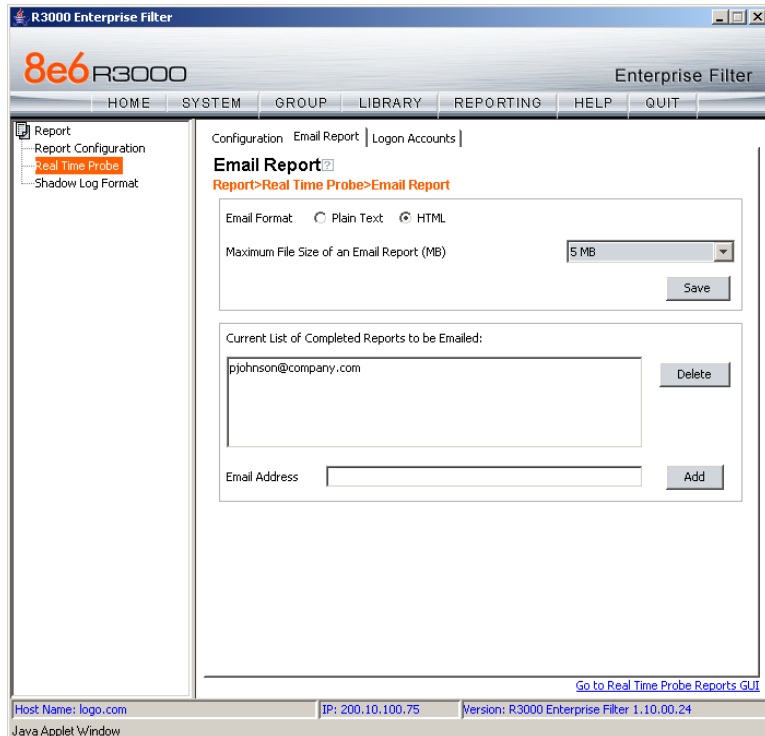 R3000 Enterprise Filter
8e6 R3000
Enterprise Filter
HOME SYSTEM GROUP LIBRARY REPORTING HELP QUIT
Report
Report Configuration
Real Time Probe
Shadow Log Format
Configuration Email Report Logon Accounts
Email Report ?
Report>Real Time Probe>Email Report
Email Format Plain Text HTML
Maximum File Size of an Email Report (MB) 5 MB
Save
Current List of Completed Reports to be Emailed:
pjohnson@company.com
Delete
Email Address Add
Go to Real Time Probe Reports GUI
Host Name: logo.com IP: 200.10.100.75 Version: R3000 Enterprise Filter 1.10.00.24
Java Applet Window